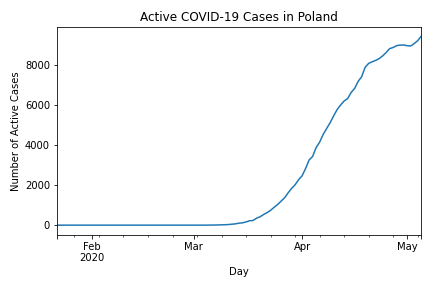 Active COVID-19 Cases in Poland
Number of Active Cases
8000
6000
4000
2000
0
Feb
2020
Mar
Apr
May
Day